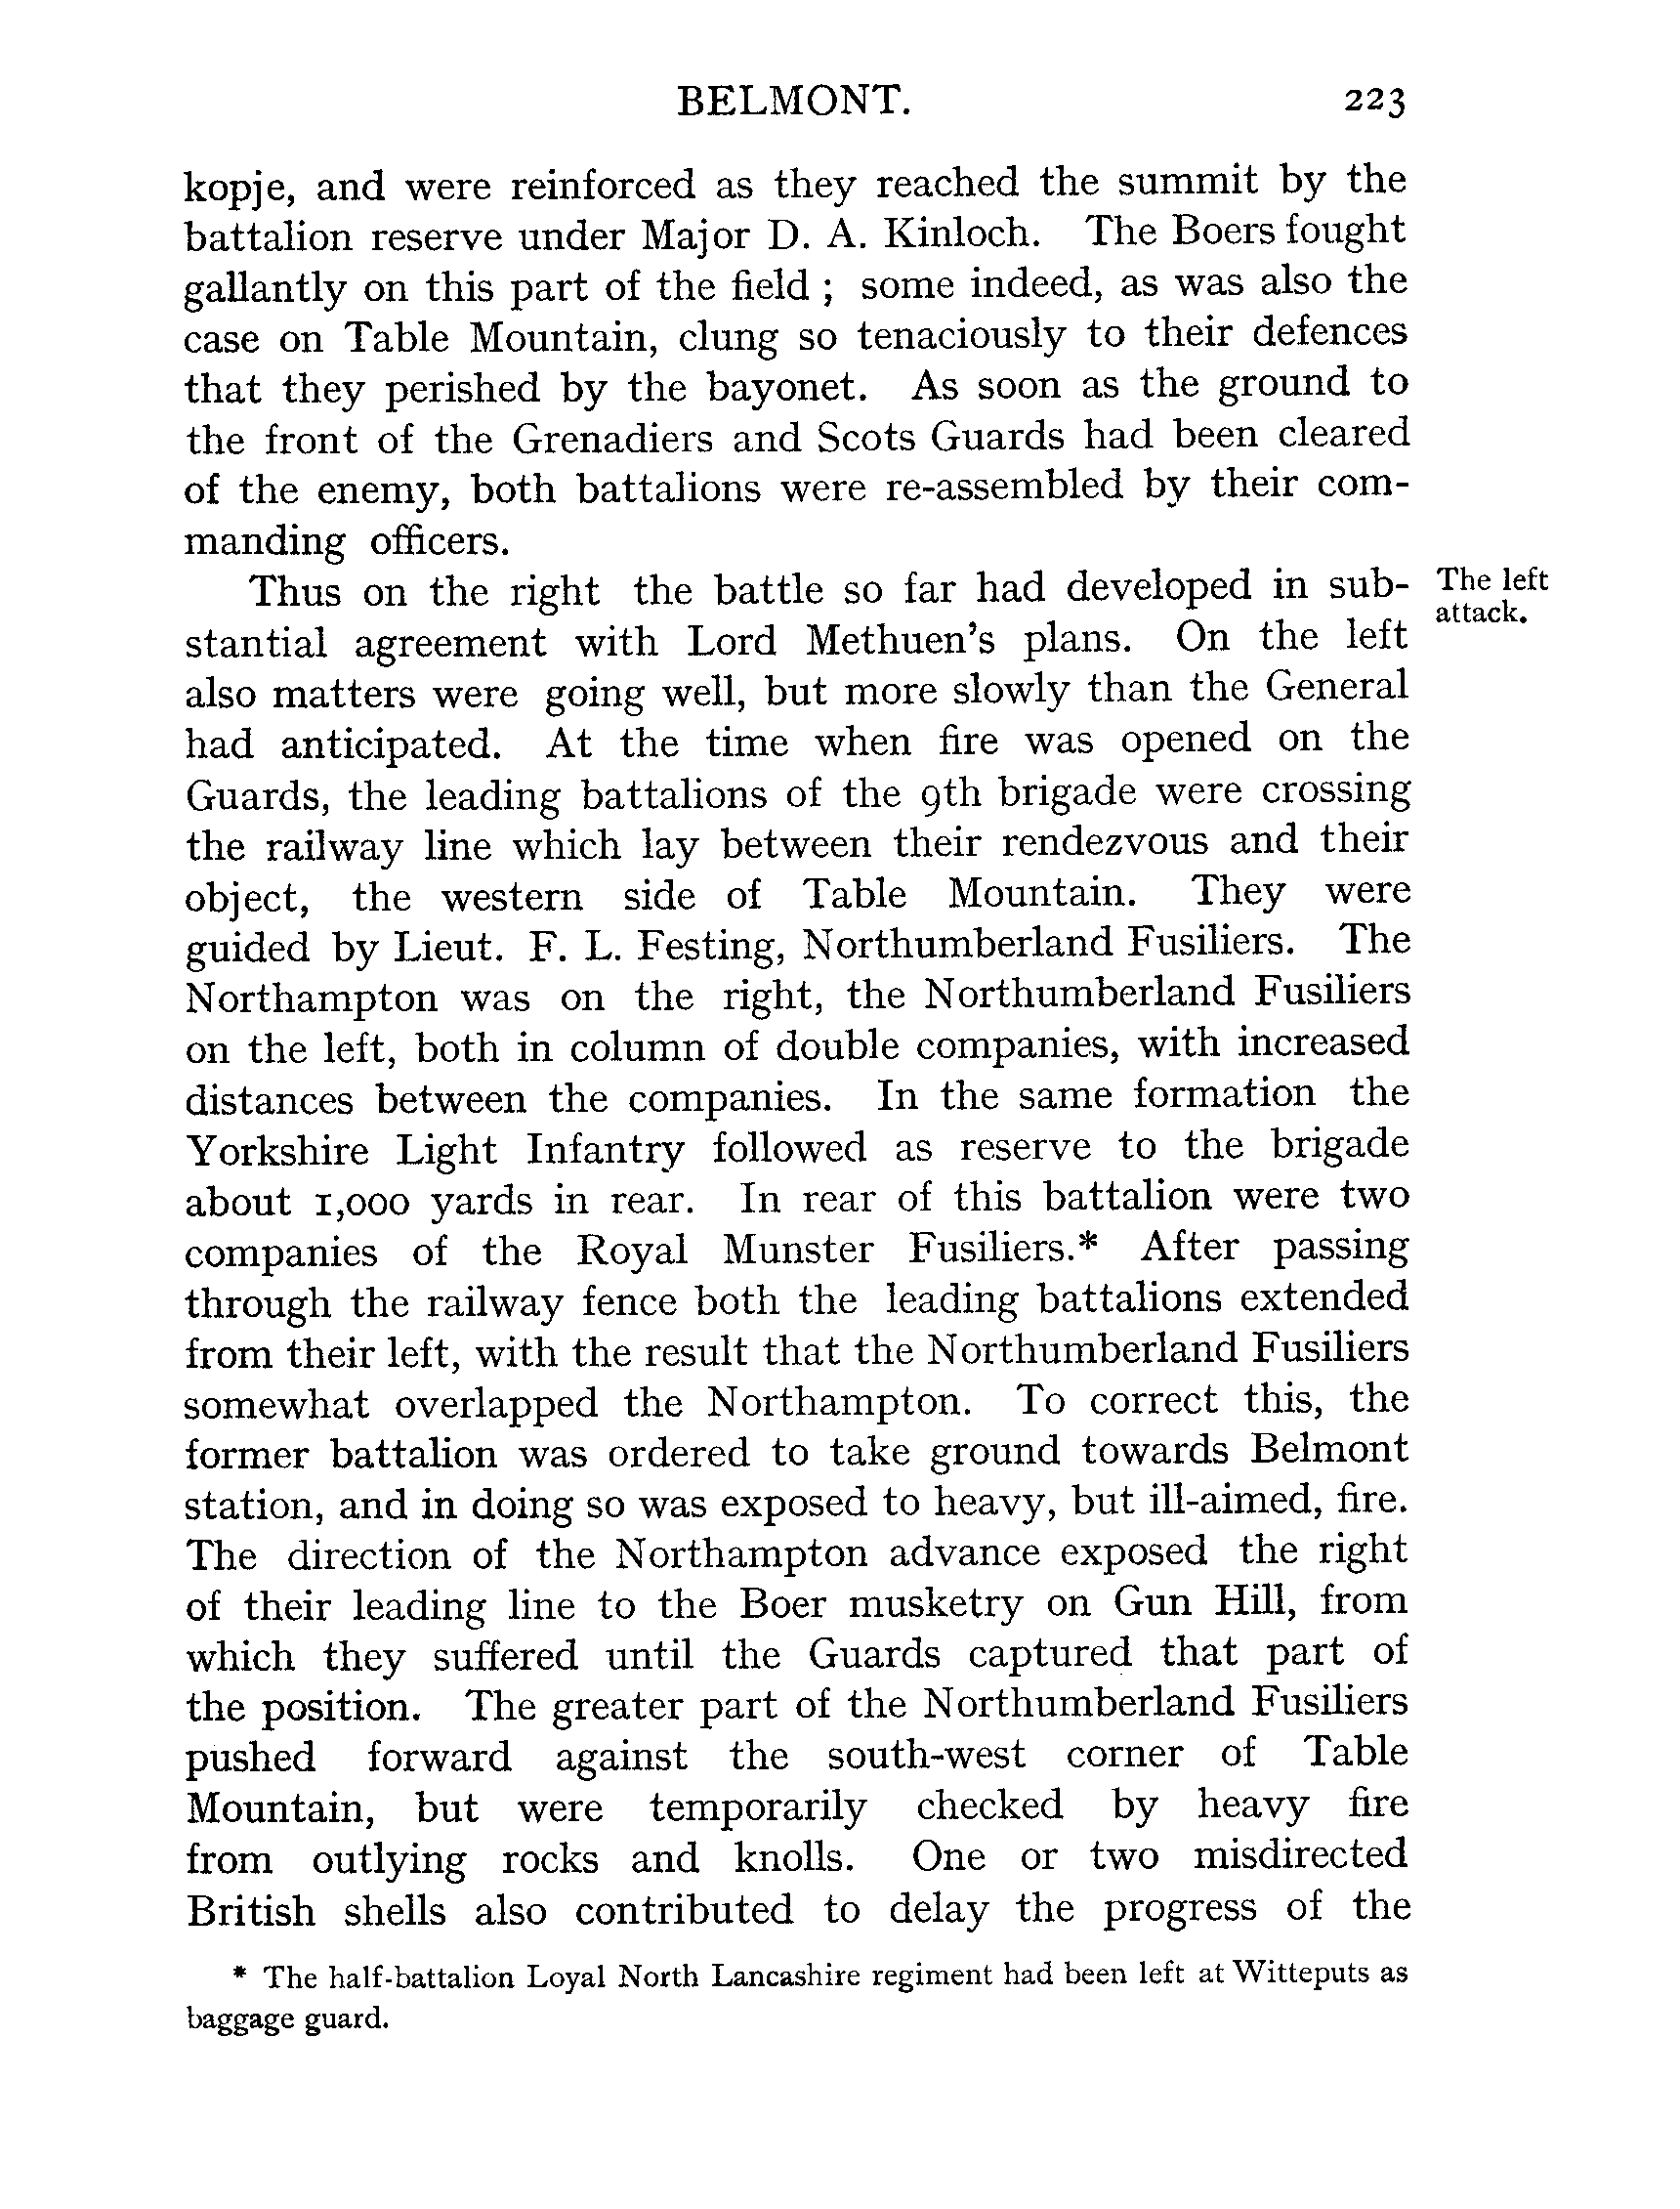 BELMONT. 223
kopje, and were reinforced as they reached the summit by the
battalion reserve under Major D. A. Kinloch. The Boers fought
gallantly on this part of the field ; some indeed, as was also the
case on Table Mountain, clung so tenaciously to their defences
that they perished by the bayonet. As soon as the ground to
the front of the Grenadiers and Scots Guards had been cleared
of the enemy, both battalions were re-assembled by their com-
manding officers.
Thus on the right the battle so far had developed in sub-
The left
attack.
stantial agreement with Lord Methuen's plans. On the left
also matters were going well, but more slowly than the General
had anticipated. At the time when fire was opened on the
Guards, the leading battalions of the 9th brigade were crossing
the railway line which lay between their rendezvous and their
object, the western side of Table Mountain. They were
guided by Lieut. F. L. Festing, Northumberland Fusiliers. The
Northampton was on the right, the Northumberland Fusiliers
on the left, both in column of double companies, with increased
distances between the companies. In the same formation the
Yorkshire Light Infantry followed as reserve to the brigade
about 1,000 yards in rear. In rear of this battalion were two
companies of the Royal Munster Fusiliers.* After passing
through the railway fence both the leading battalions extended
from their left, with the result that the Northumberland Fusiliers
somewhat overlapped the Northampton. To correct this, the
former battalion was ordered to take ground towards Belmont
station, and in doing so was exposed to heavy, but ill-aimed, fire.
The direction of the Northampton advance exposed the right
of their leading line to the Boer musketry on Gun Hill, from
which they suffered until the Guards captured that part of
the position. The greater part of the Northumberland Fusiliers
pushed forward against the south-west corner of Table
Mountain, but were temporarily checked by heavy fire
from outlying rocks and knolls. One or two misdirected
British shells also contributed to delay the progress of the
* The half-battalion Loyal North Lancashire regiment had been left at Witteputs as
baggage guard.